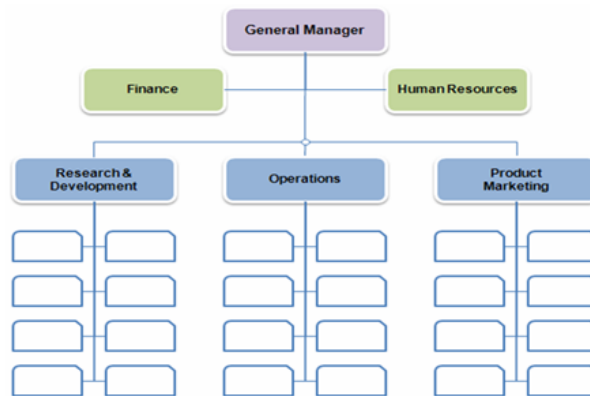 General Manager
Finance
Human Resources
Research &
Development
Operations
Product
Marketing